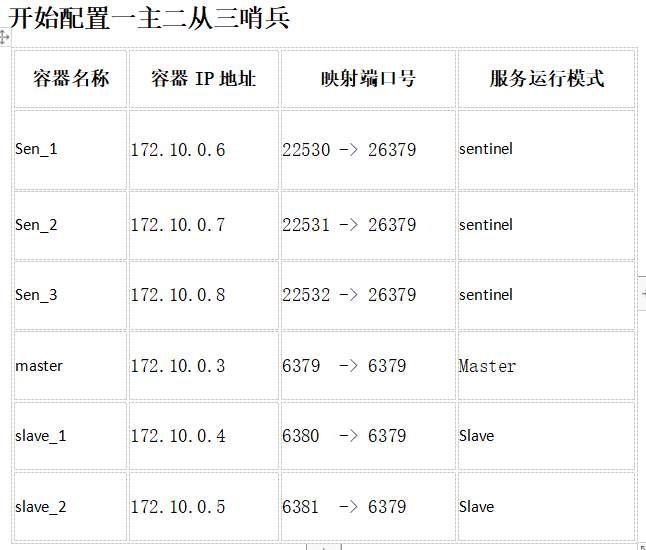 开始配置一主二从三哨兵
容器名称 容器 IP 地址 映射端口号 服务运行模式
Sen_1 172.10.0.6 22530 -> 26379 sentinel
Sen_2 172.10.0.7 22531 -> 26379 sentinel
Sen_3 172.10.0.8 22532 -> 26379 sentinel
master 172.10.0.3 6379 -> 6379 Master
slave_1 172.10.0.4 6380 -> 6379 Slave
slave_2 172.10.0.5 6381 -> 6379 Slave